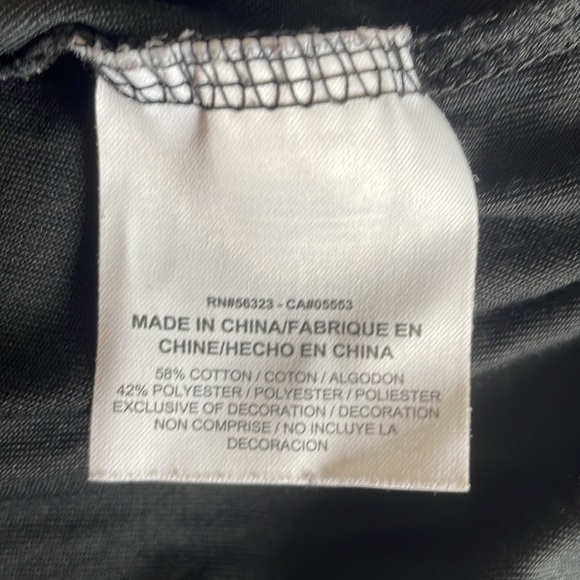 RN#56323 - CA#05553
MADE IN CHINA/FABRIQUE EN
CHINE/HECHO EN CHINA
58% COTTON / COTON / ALGODON
42% POLYESTER / POLYESTER / POLIESTER
EXCLUSIVE OF DECORATION / DECORATION
NON COMPRISE / NO INCLUYE LA
DECORACION